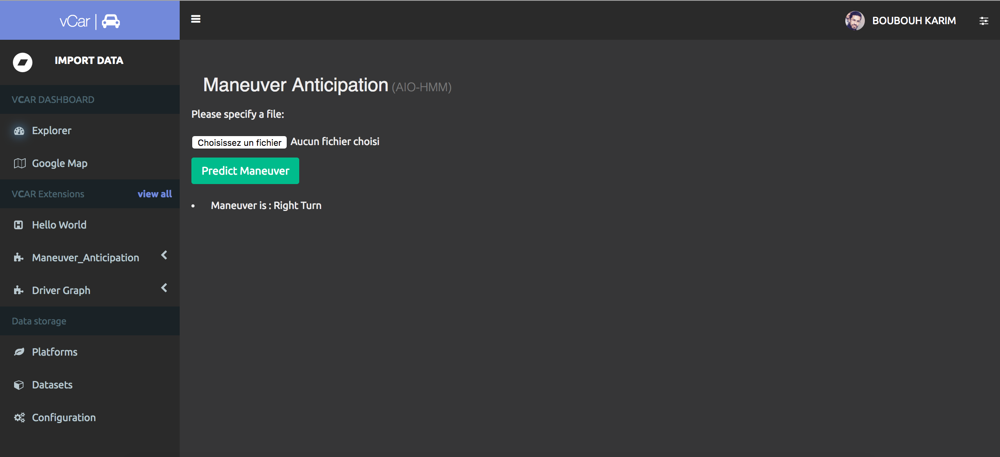 vCar
BOUBOUH KARIM
IMPORT DATA
VCAR DASHBOARD
Explorer
Google Map
VCAR Extensions view all
Hello World
Maneuver_Anticipation
Driver Graph
Data storage
Platforms
Datasets
Configuration
Maneuver Anticipation (AIO-HMM)
Please specify a file:
Choisissez un fichier Aucun fichier choisi
Predict Maneuver
• Maneuver is : Right Turn